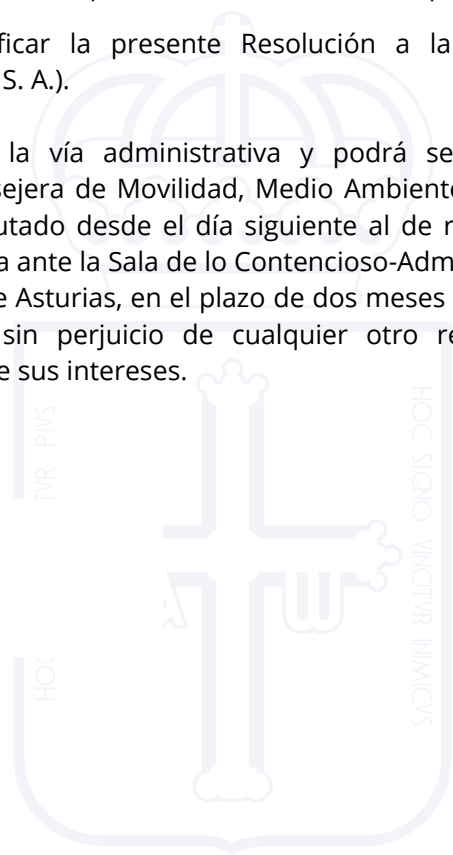 ficar la presente Resolución a la
S. A.).
la vía administrativa y podrá se
sejera de Movilidad, Medio Ambient
utado desde el día siguiente al de
a ante la Sala de lo Contencioso-Adm
e Asturias, en el plazo de dos meses
sin perjuicio de cualquier otro re
e sus intereses.
TVR PIVS
HOC
HOC SIGNO VINCITVR INIMICVS